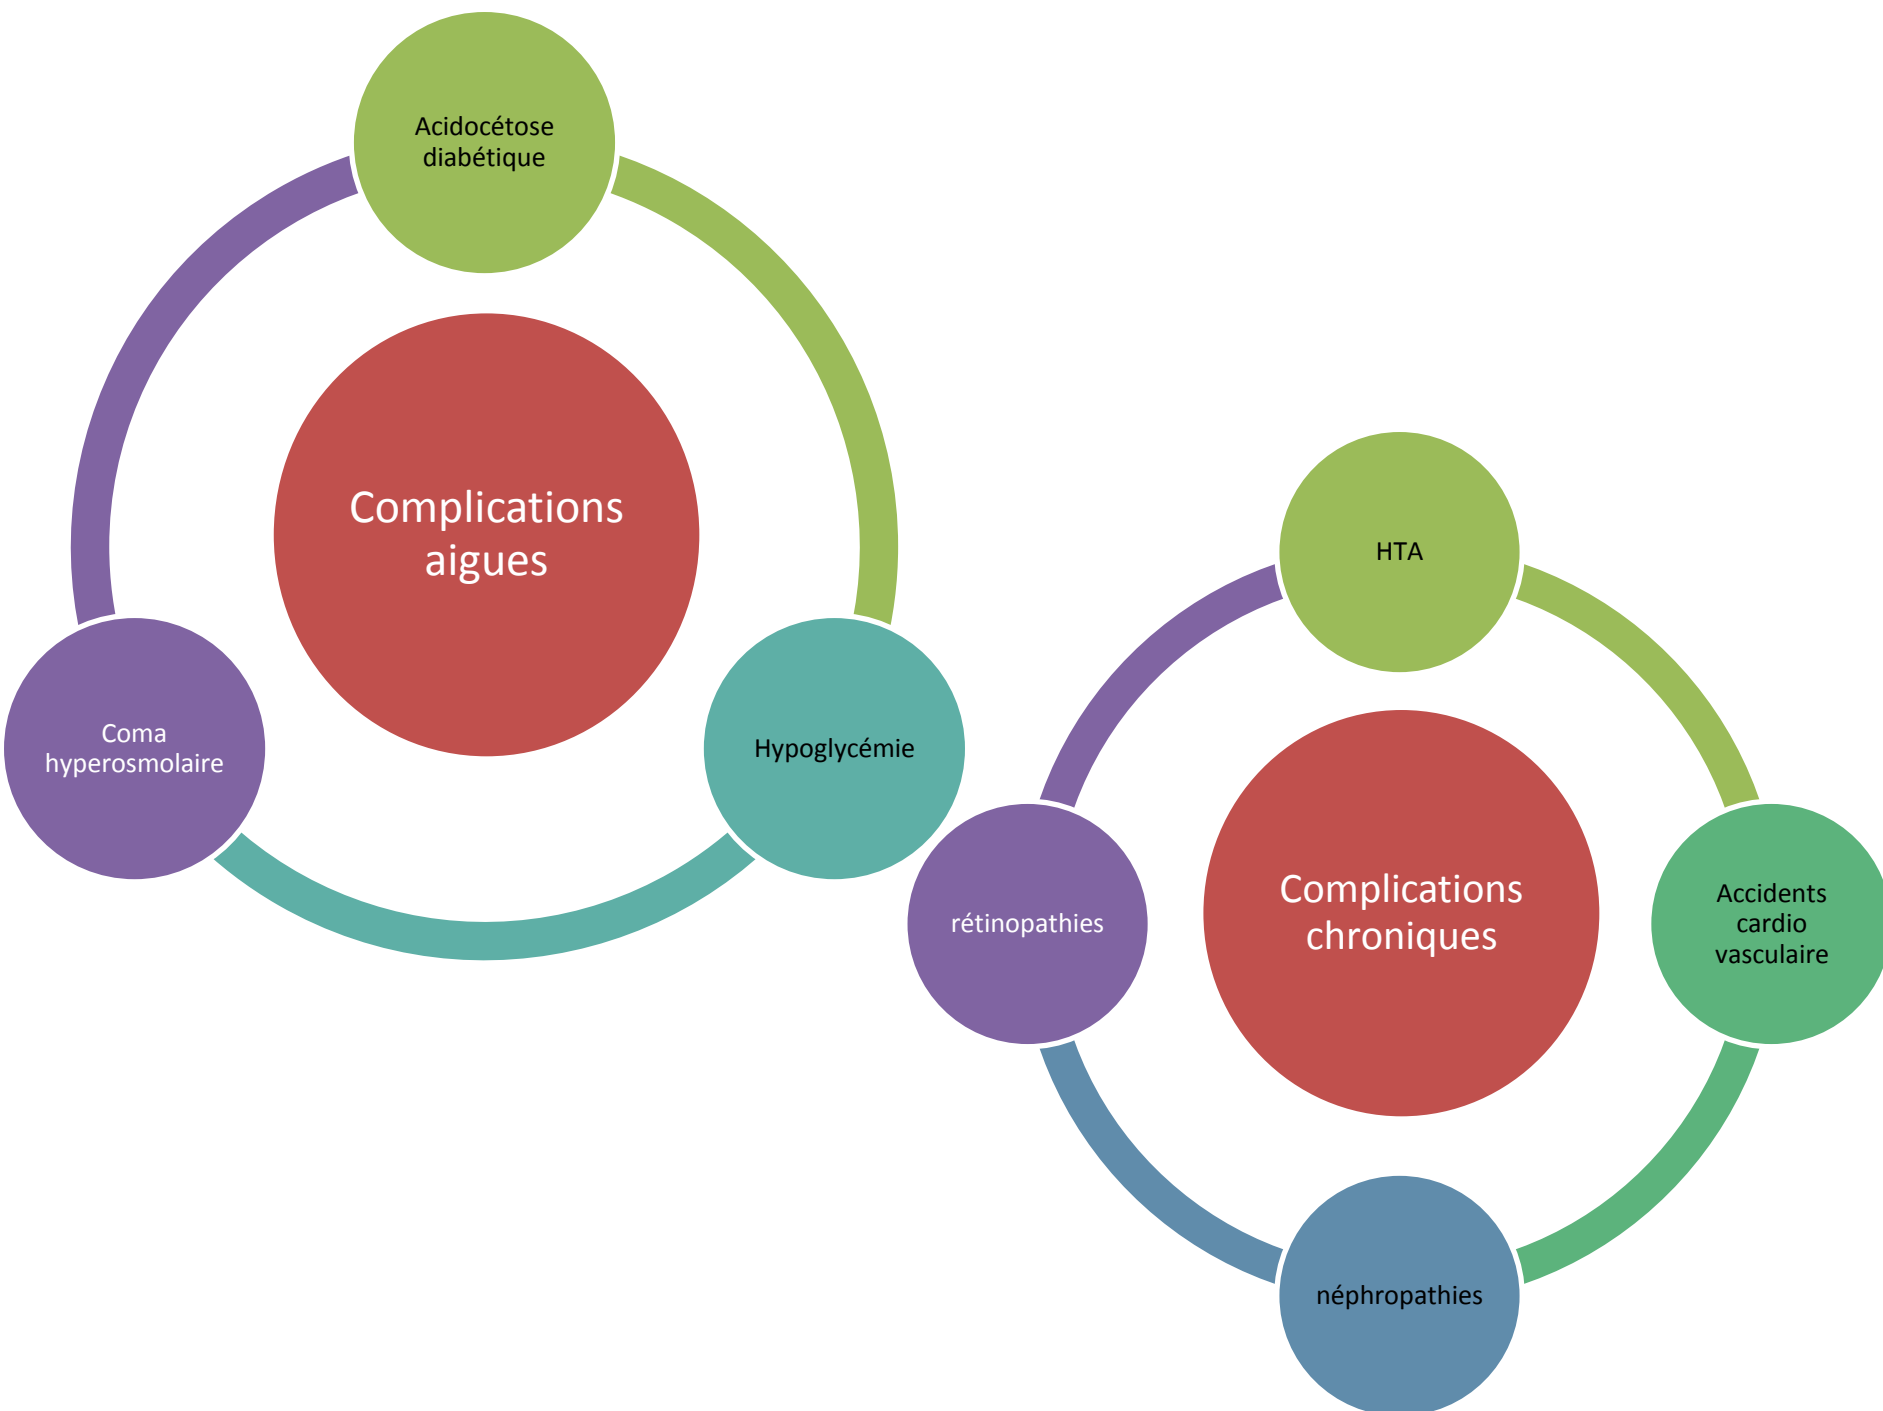 Acidocétose
diabétique
Complications
aigues
Coma
hyperosmolaire
Hypoglycémie
HTA
Complications
chroniques
rétinopathies
Accidents
cardio
vasculaire
néphropathies